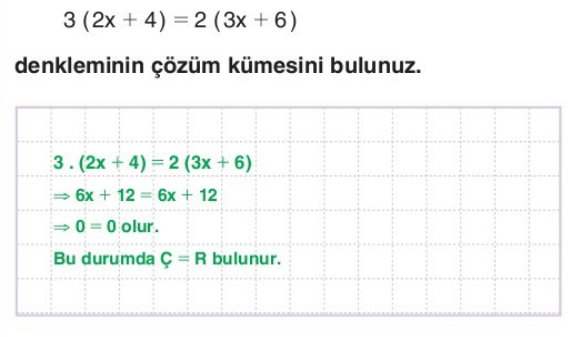 3 (2x + 4) = 2 (3x + 6)
denkleminin çözüm kümesini bulunuz.
3 . (2x + 4) = 2 (3x + 6)
⇒ 6x + 12 = 6x + 12
⇒ 0 = 0 olur.
Bu durumda Ç = R bulunur.